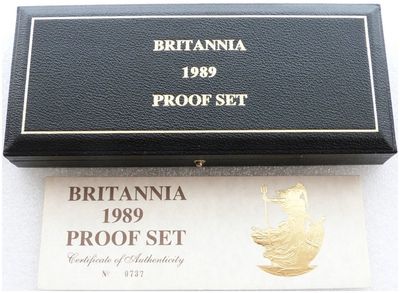 BRITANNIA
1989
PROOF SET
BRITANNIA
1989
PROOF SET
Certificate of Authenticity
Nº 0737